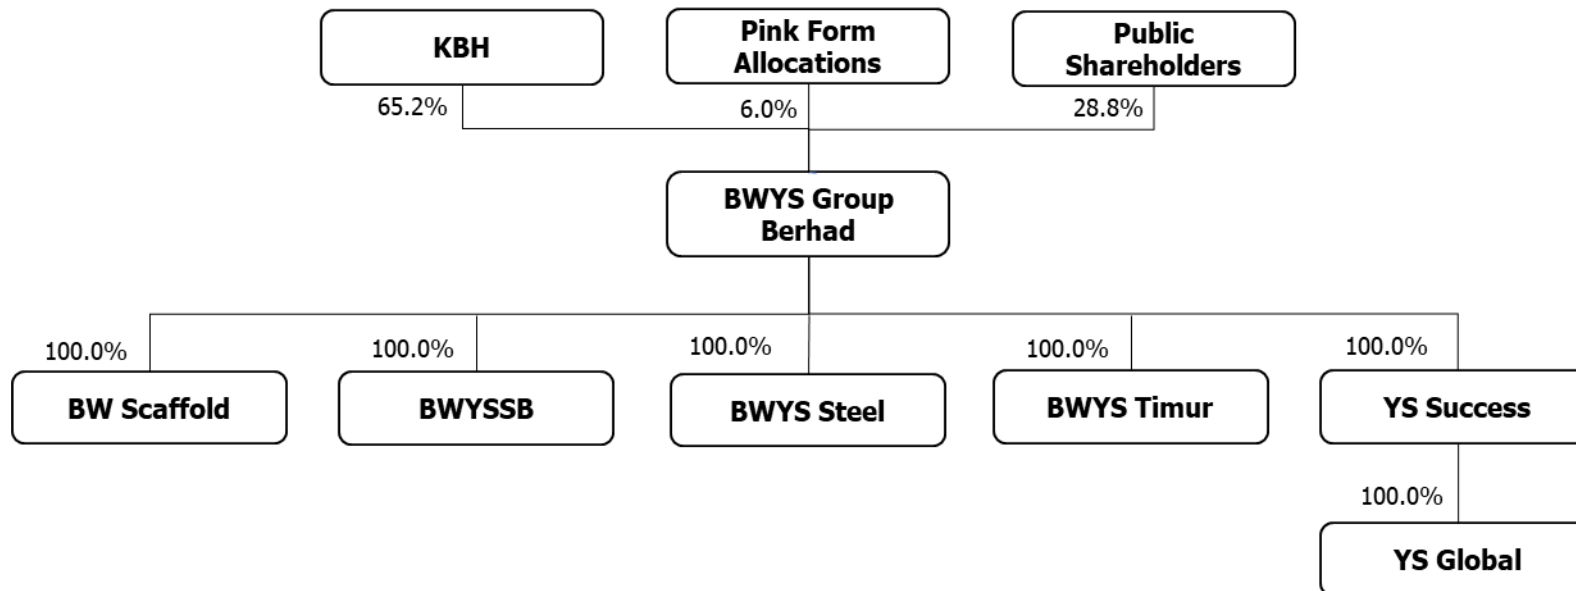 KBH
Pink Form
Allocations
Public
Shareholders
65.2%
6.0%
28.8%
BWYS Group
Berhad
100.0%
100.0%
100.0%
100.0%
100.0%
BW Scaffold
BWYSSB
BWYS Steel
BWYS Timur
YS Success
100.0%
YS Global